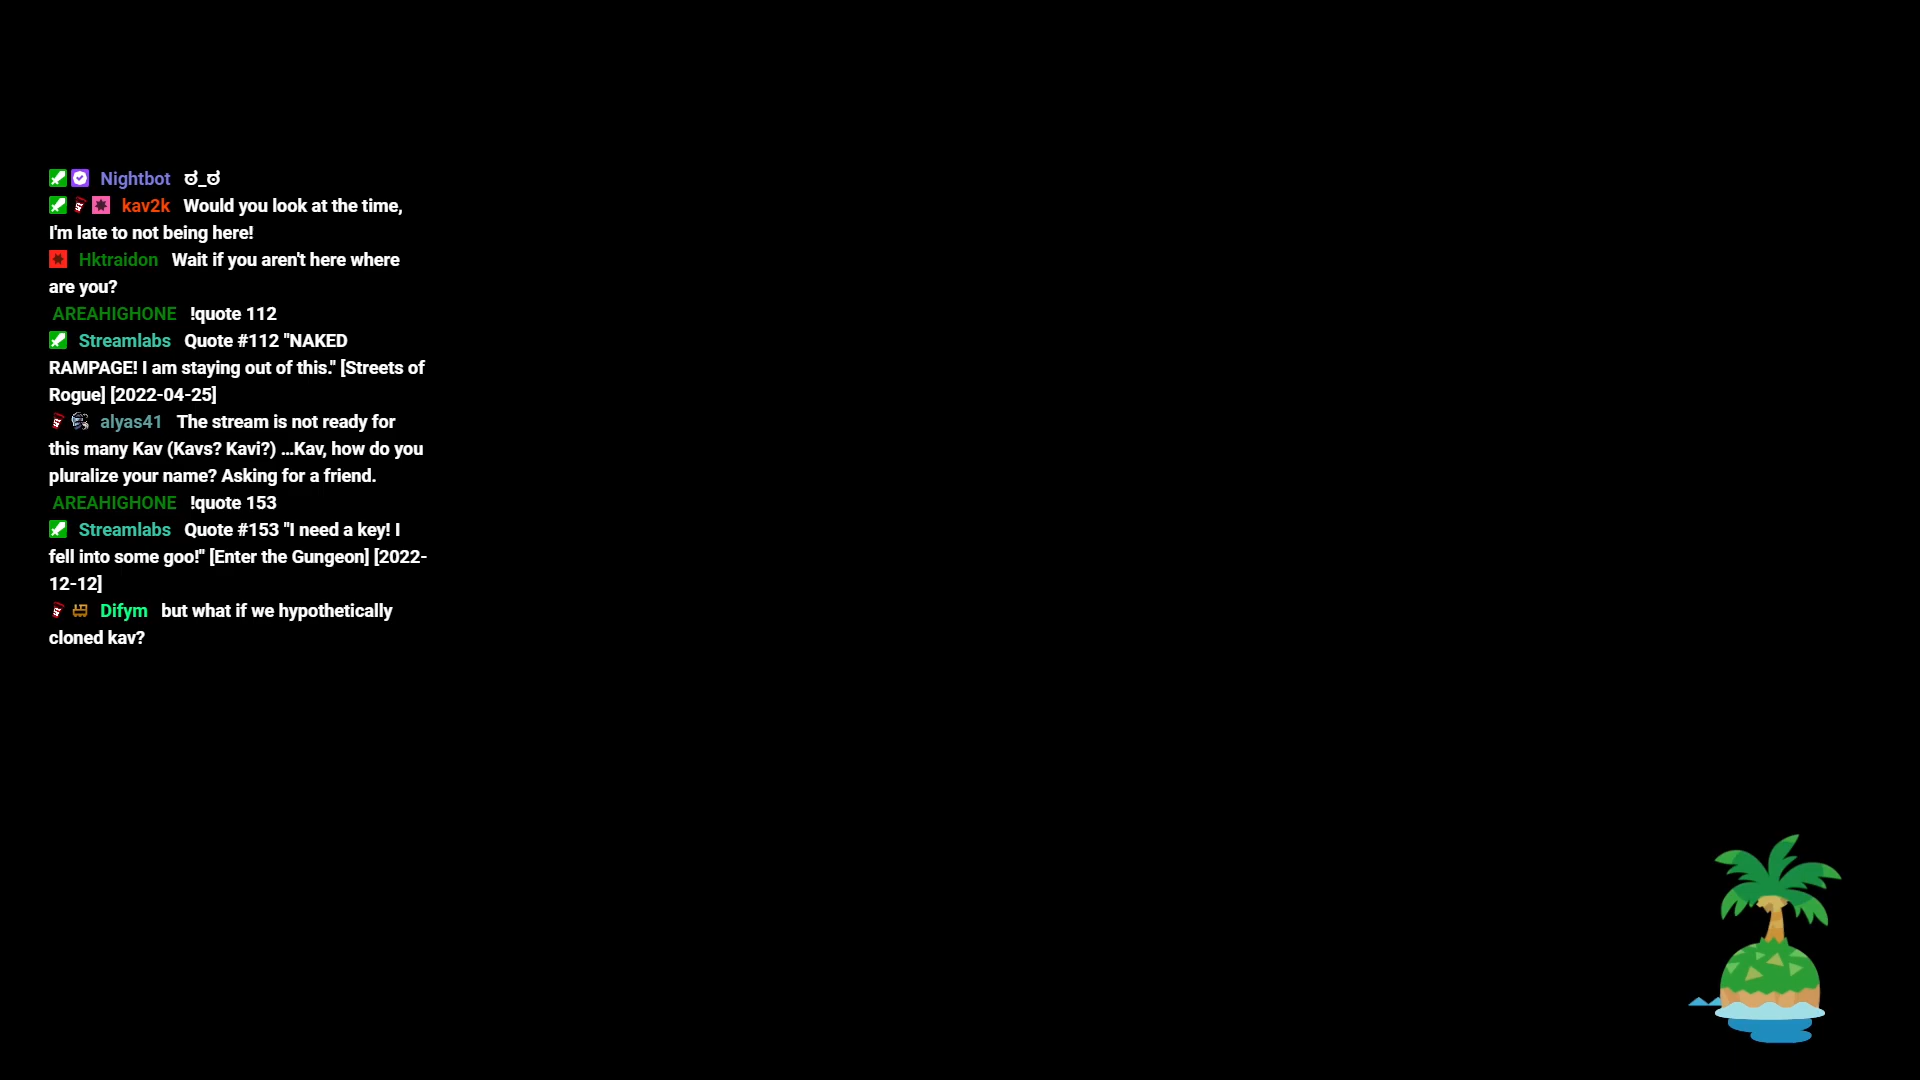 Nightbot ಠ_ಠ
kav2k Would you look at the time,
I'm late to not being here!
Hktraidon Wait if you aren't here where
are you?
AREAHIGHONE !quote 112
Streamlabs Quote #112 "NAKED
RAMPAGE! I am staying out of this." [Streets of
Rogue] [2022-04-25]
alyas41 The stream is not ready for
this many Kav (Kavs? Kavi?) …Kav, how do you
pluralize your name? Asking for a friend.
AREAHIGHONE !quote 153
Streamlabs Quote #153 "I need a key! I
fell into some goo!" [Enter the Gungeon] [2022-
12-12]
Difym but what if we hypothetically
cloned kav?